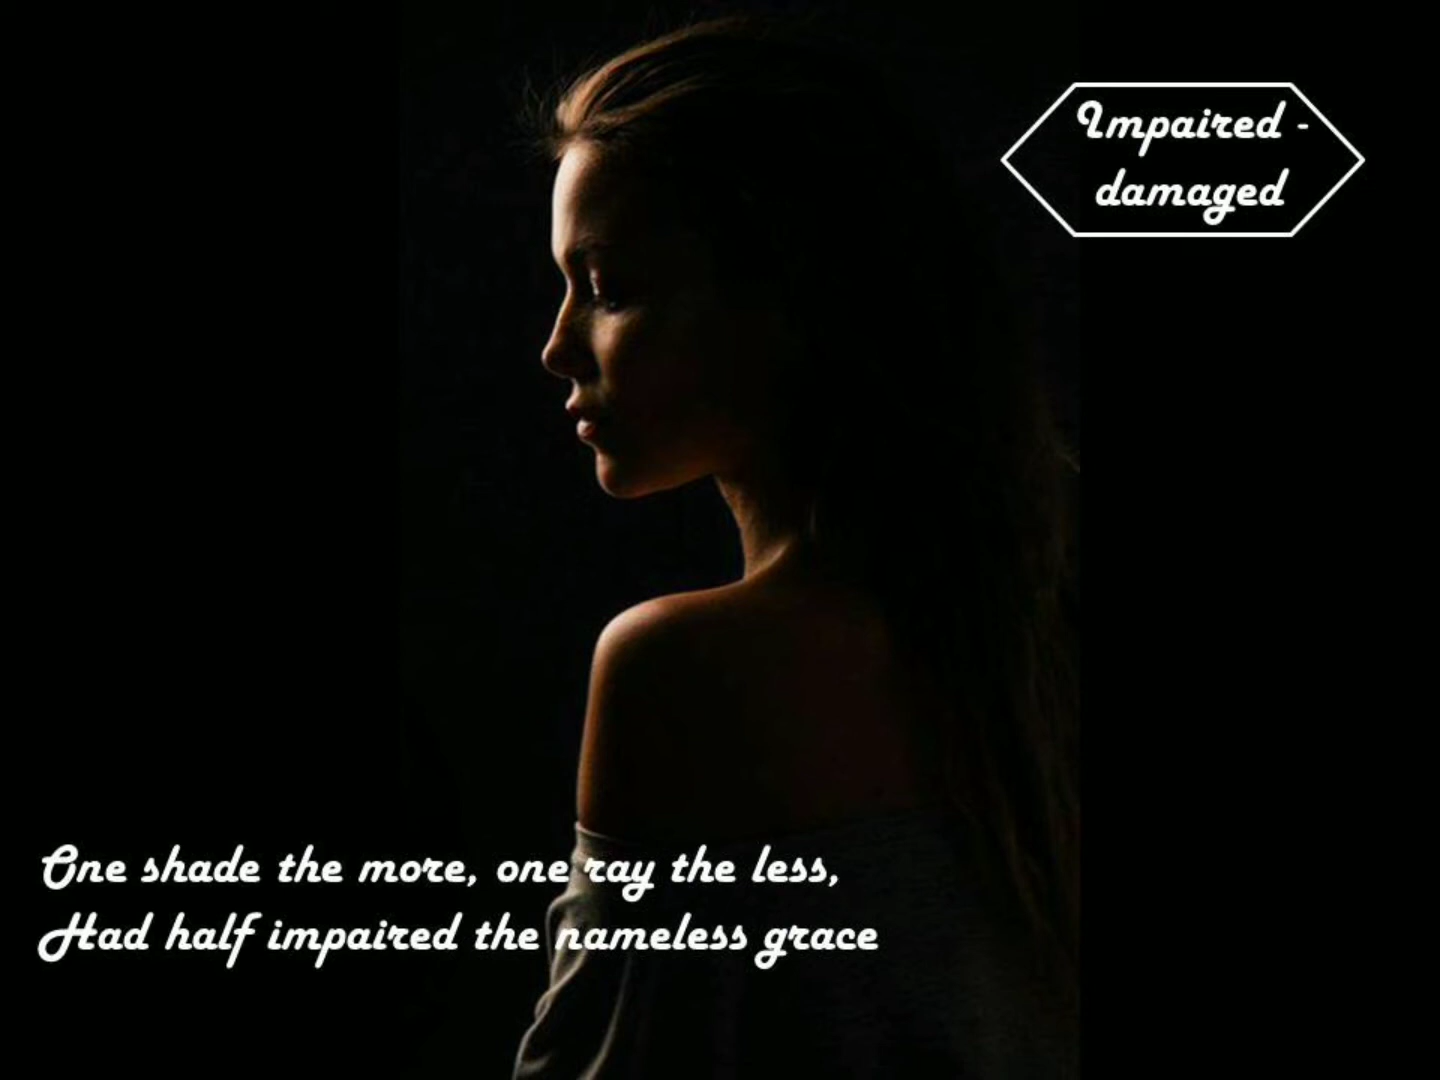 Impaired -
damaged
One shade the more, one ray the less,
Had half impaired the nameless grace